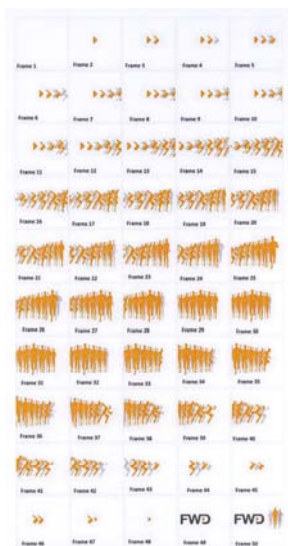 Frame 1 Frame 2 Frame 3 Frame 4 Frame 5
Frame 6 Frame 7 Frame 8 Frame 9 Frame 10
Frame 11 Frame 12 Frame 13 Frame 14 Frame 15
Frame 16 Frame 17 Frame 18 Frame 19 Frame 20
Frame 21 Frame 22 Frame 23 Frame 24 Frame 25
Frame 26 Frame 27 Frame 28 Frame 29 Frame 30
Frame 31 Frame 32 Frame 33 Frame 34 Frame 35
Frame 36 Frame 37 Frame 38 Frame 39 Frame 40
Frame 41 Frame 42 Frame 43 Frame 44 Frame 45
FWD FWD
Frame 46 Frame 47 Frame 48 Frame 49 Frame 50